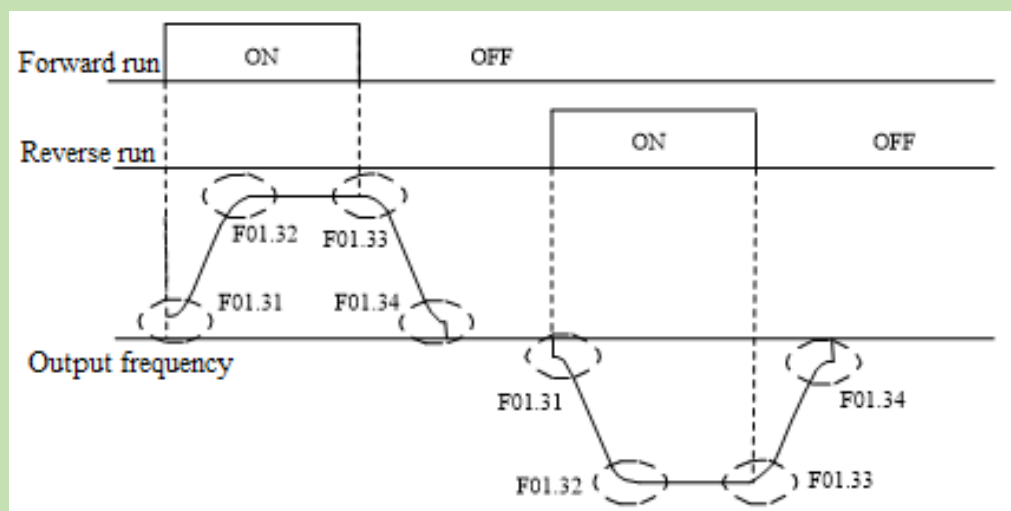 Forward run
ON
OFF
Reverse run
ON
OFF
F01.32
F01.33
F01.31
F01.34
Output frequency
F01.31
F01.34
F01.32
F01.33